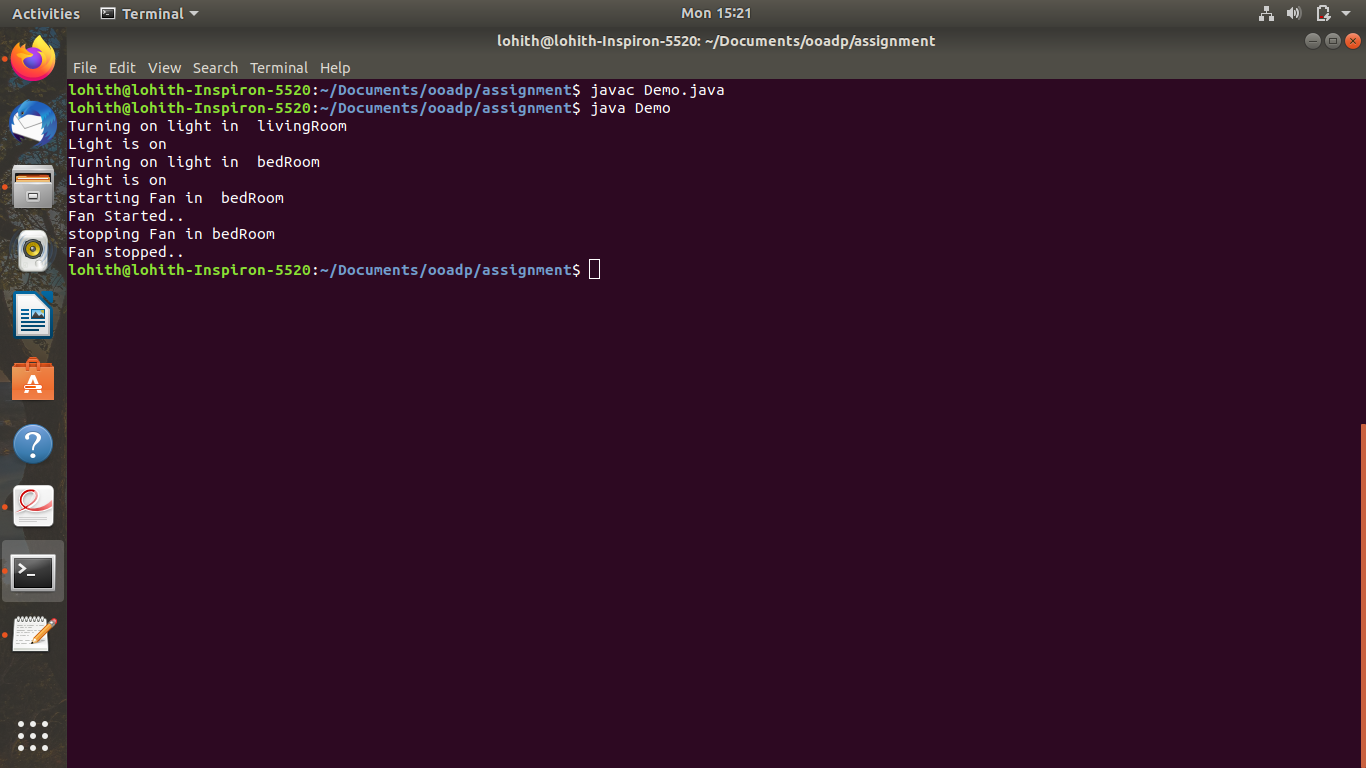 Activities Terminal Mon 15:21
lohith@lohith-Inspiron-5520: ~/Documents/ooadp/assignment
File Edit View Search Terminal Help
lohith@lohith-Inspiron-5520:~/Documents/ooadp/assignment$ javac Demo.java
lohith@lohith-Inspiron-5520:~/Documents/ooadp/assignment$ java Demo
Turning on light in  livingRoom
Light is on
Turning on light in  bedRoom
Light is on
starting Fan in  bedRoom
Fan Started..
stopping Fan in bedRoom
Fan stopped..
lohith@lohith-Inspiron-5520:~/Documents/ooadp/assignment$